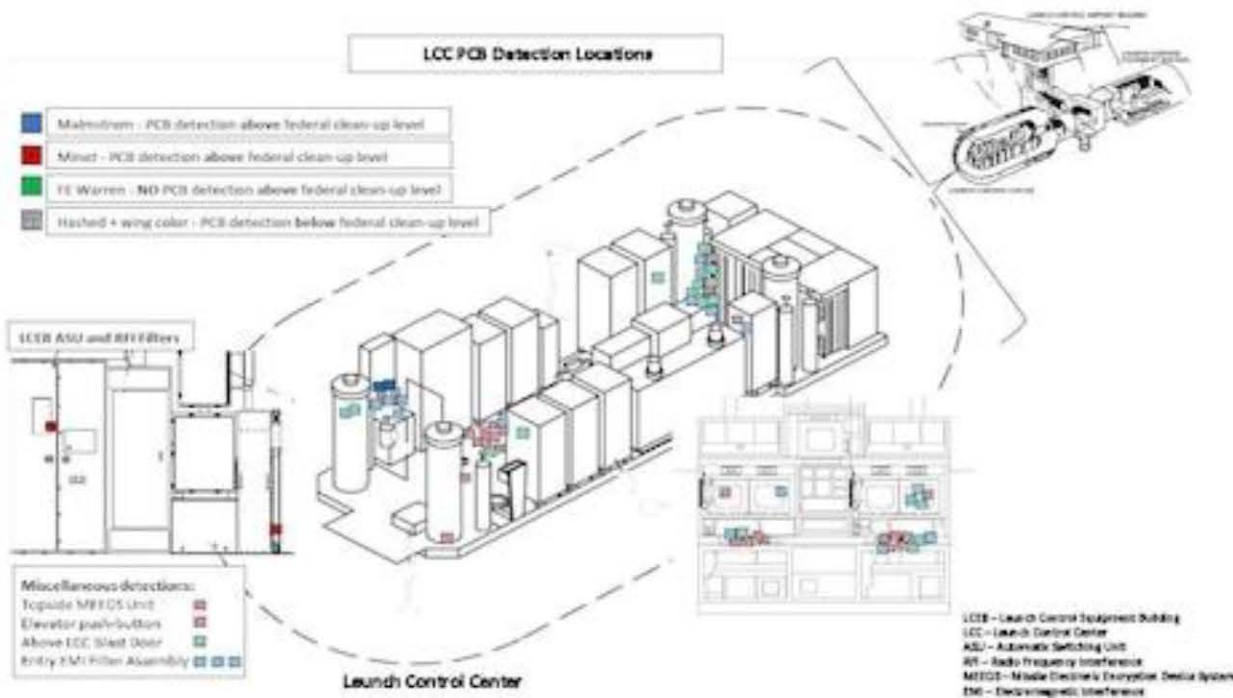 LCC PCB Detection Locations
Malmstrom - PCB detection above federal clean-up level
Minot - PCB detection above federal clean-up level
FE Warren - NO PCB detection above federal clean-up level
Hashed + wing color - PCB detection below federal clean-up level
LCEB ASU and RFI Filters
Miscellaneous detections:
Topside MEEDS Unit
Elevator push-button
Above LCC Blast Door
Entry EMI Filter Assembly
Launch Control Center
LCEB – Launch Control Equipment Building
LCC – Launch Control Center
ASU – Automatic Switching Unit
RFI – Radio Frequency Interference
MEEDS – Missile Electronic Encryption Device System
EMI – Electromagnetic Interference